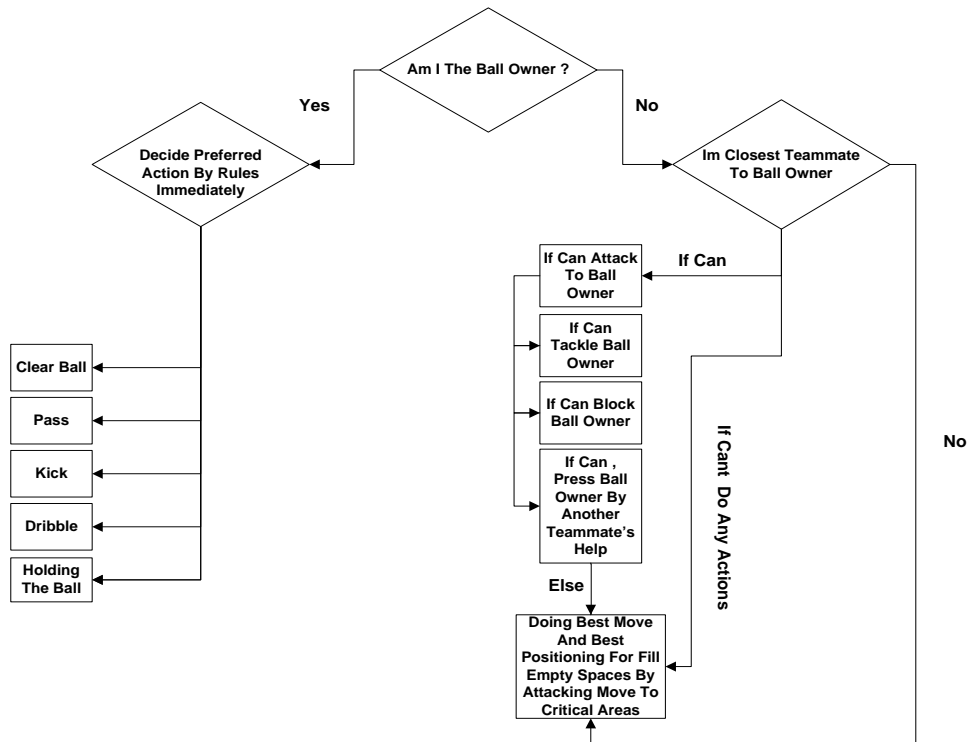 Am I The Ball Owner ?
Yes
No
Decide Preferred
Action By Rules
Immediately
Im Closest Teammate
To Ball Owner
If Can Attack
To Ball
Owner
If Can
If Can
Tackle Ball
Owner
Clear Ball
If Can Block
Ball Owner
Pass
If Cant Do Any Actions
No
If Can ,
Press Ball
Owner By
Another
Teammate's
Help
Kick
Dribble
Holding
The Ball
Else
Doing Best Move
And Best
Positioning For Fill
Empty Spaces By
Attacking Move To
Critical Areas